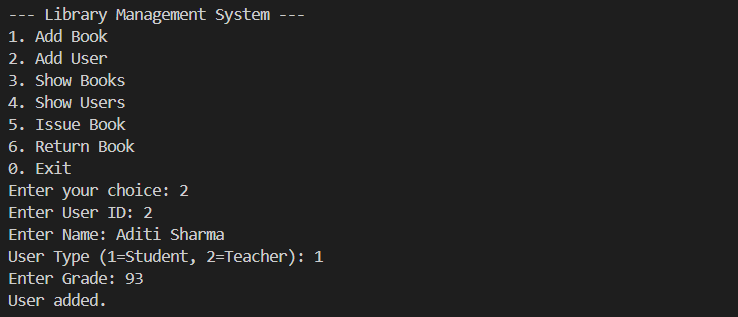 --- Library Management System ---
1. Add Book
2. Add User
3. Show Books
4. Show Users
5. Issue Book
6. Return Book
0. Exit
Enter your choice: 2
Enter User ID: 2
Enter Name: Aditi Sharma
User Type (1=Student, 2=Teacher): 1
Enter Grade: 93
User added.